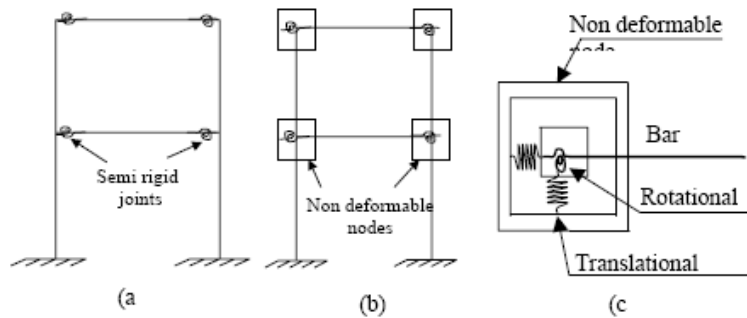 Semi rigid
joints
(a
Non deformable
nodes
(b)
Non deformable
Bar
Rotational
Translational
(c